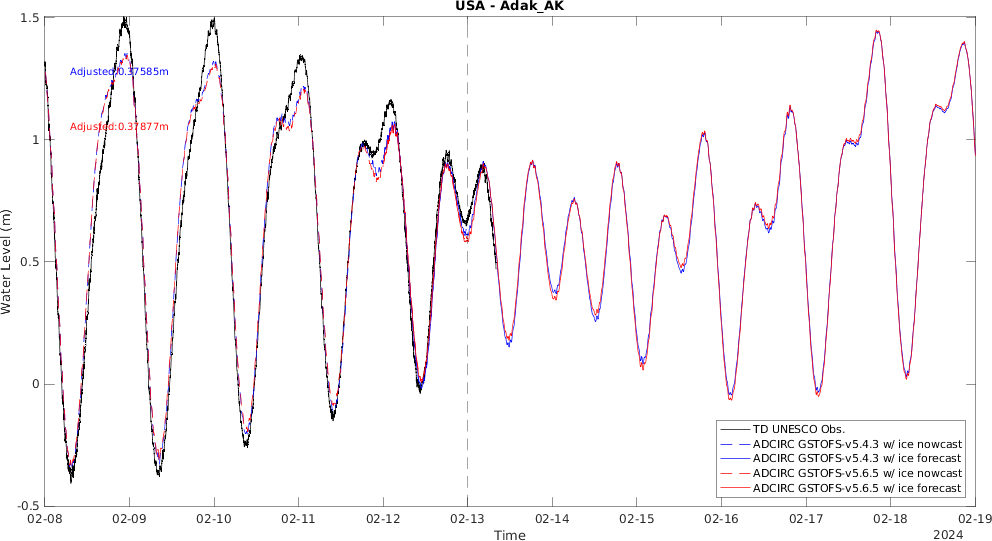 USA - Adak_AK
1.5
1
0.5
0
-0.5
Water Level (m)
Adjusted:0.37585m
Adjusted:0.37877m
TD UNESCO Obs.
ADCIRC GSTOFS-v5.4.3 w/ ice nowcast
ADCIRC GSTOFS-v5.4.3 w/ ice forecast
ADCIRC GSTOFS-v5.6.5 w/ ice nowcast
ADCIRC GSTOFS-v5.6.5 w/ ice forecast
02-08 02-09 02-10 02-11 02-12 02-13 02-14 02-15 02-16 02-17 02-18 02-19
Time
2024